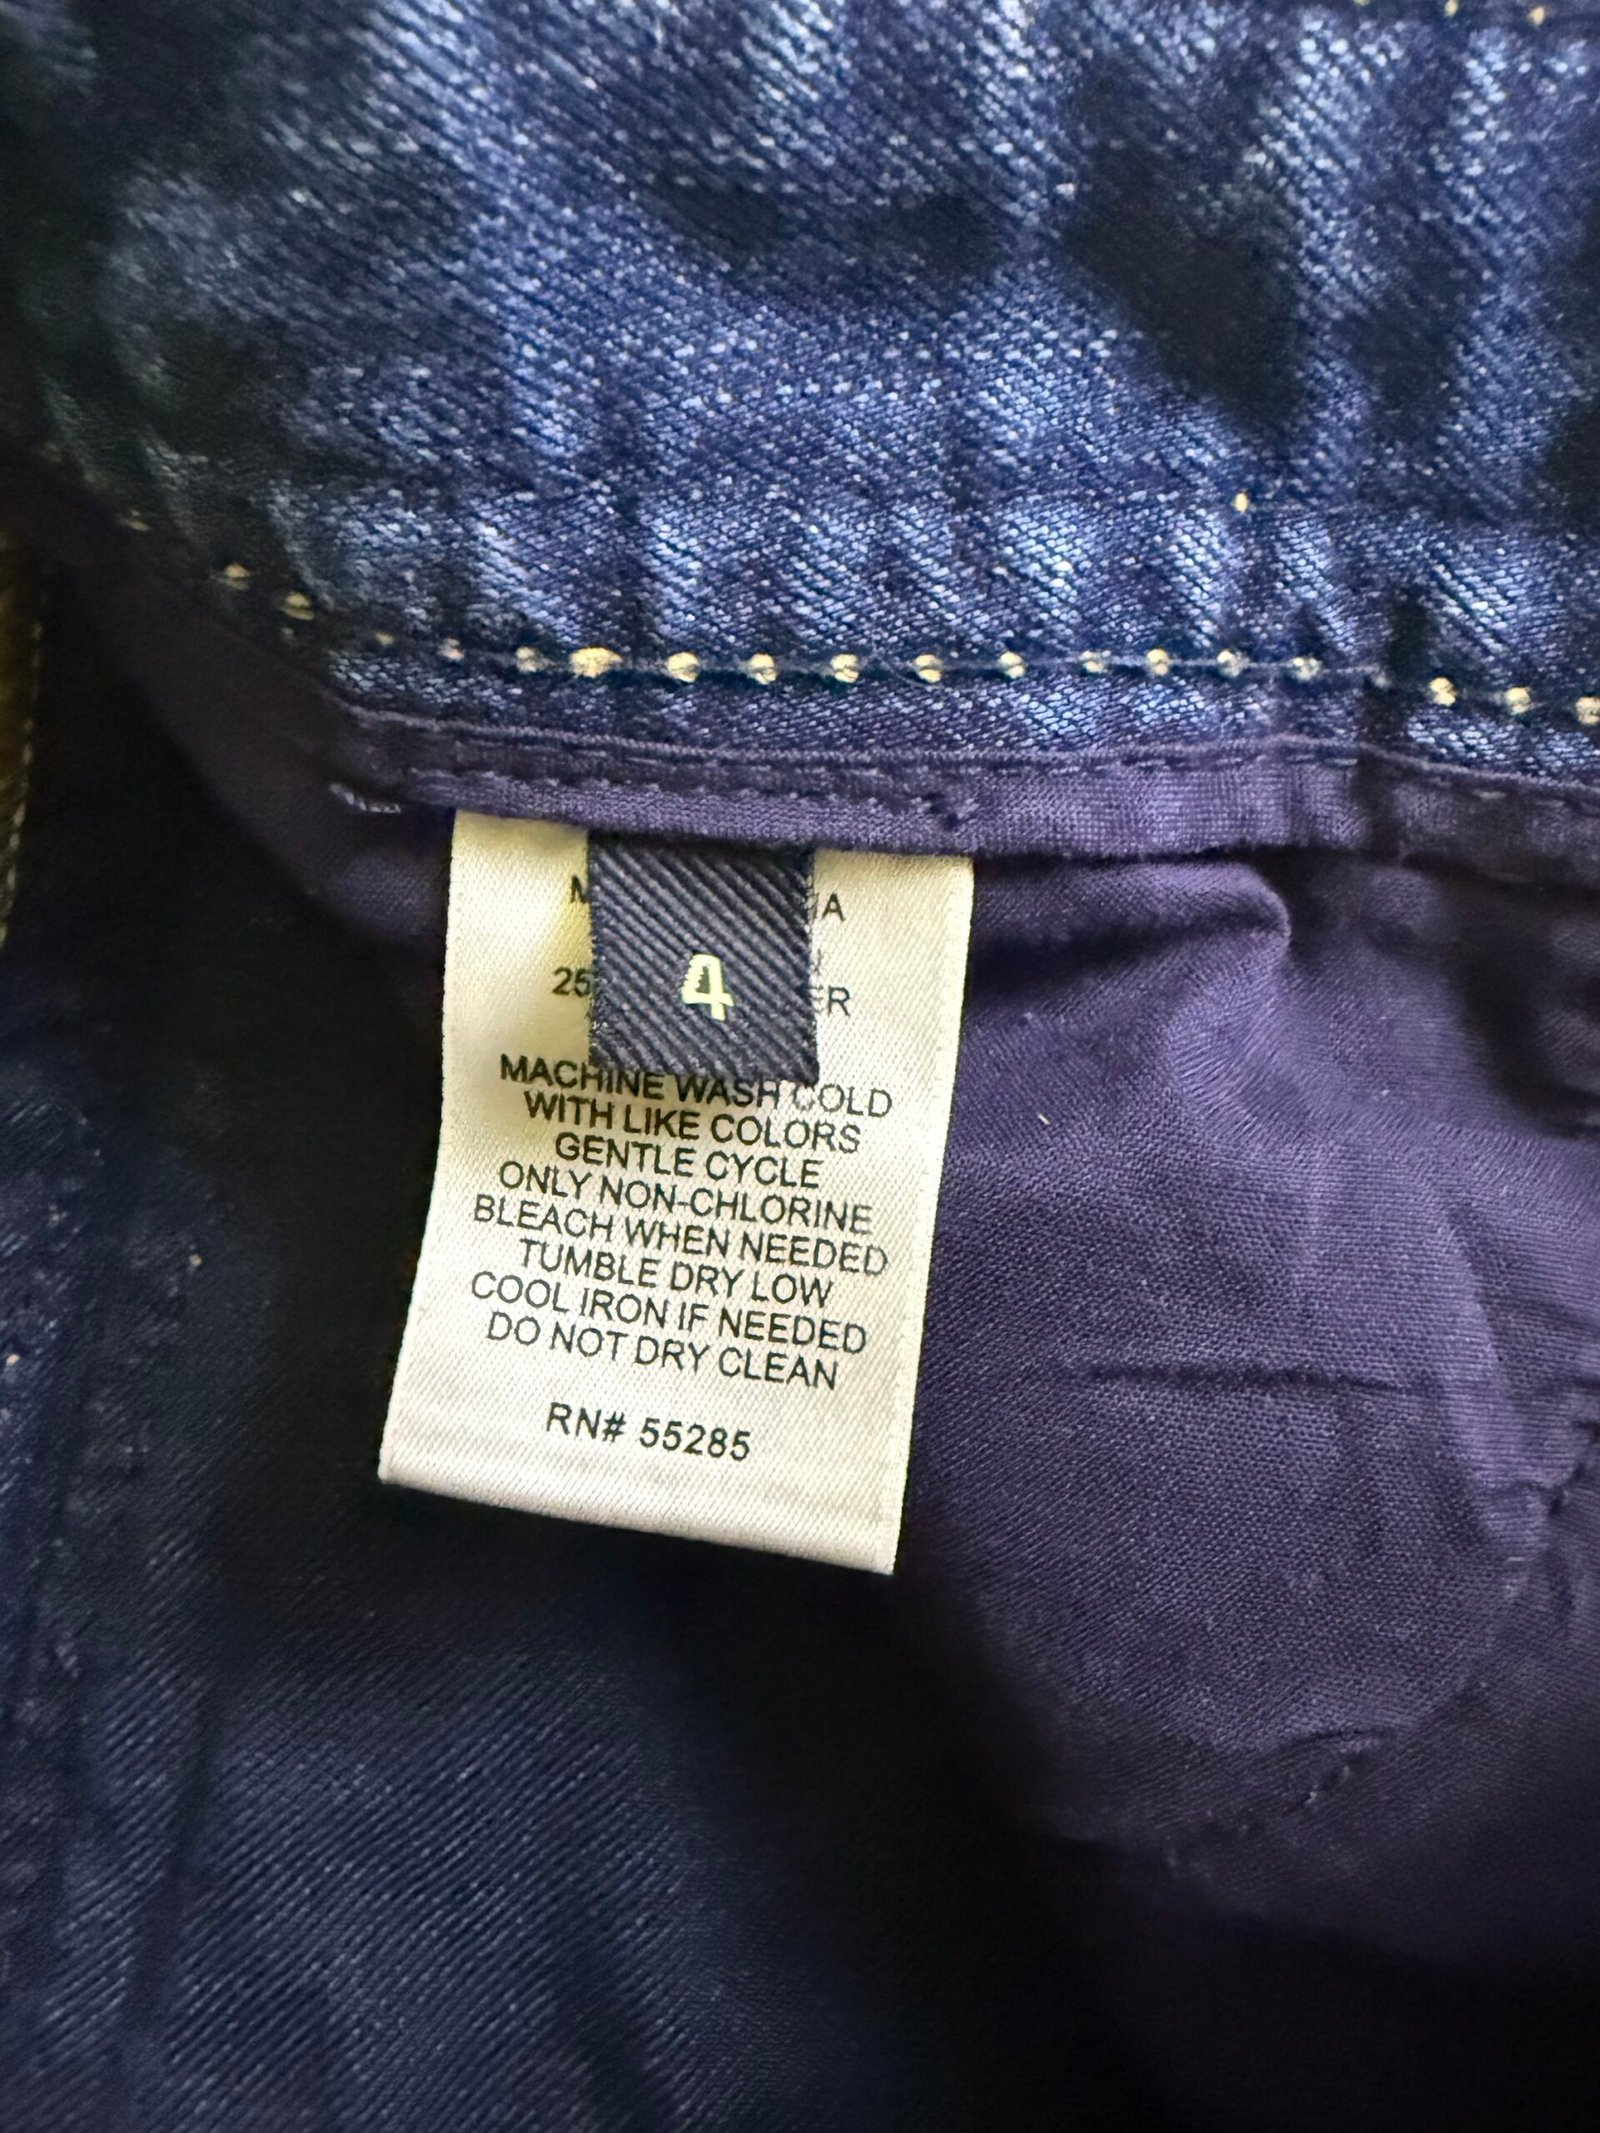 4
25
MACHINE WASH COLD
WITH LIKE COLORS
GENTLE CYCLE
ONLY NON-CHLORINE
BLEACH WHEN NEEDED
TUMBLE DRY LOW
COOL IRON IF NEEDED
DO NOT DRY CLEAN
RN# 55285